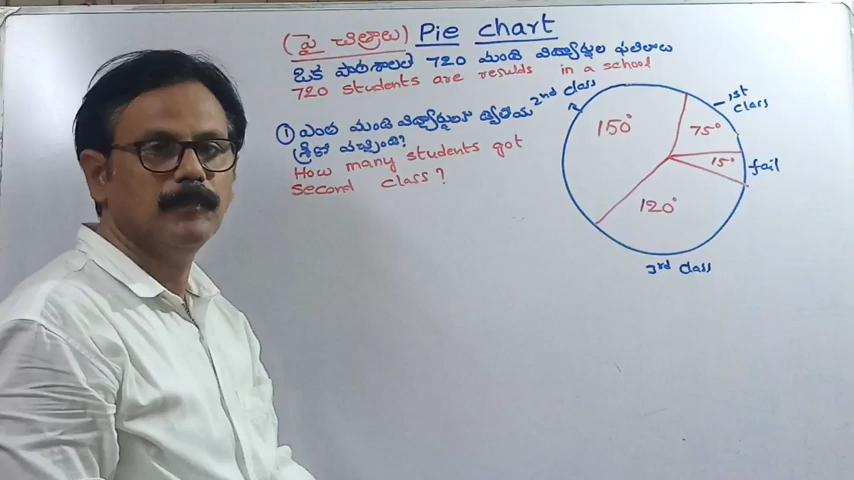 (పై చిత్రాలు) Pie chart
ఒక పాఠశాలలో 720 మంది విద్యార్థుల ఫలితాలు
720 students are results in a school
① ఎంత మంది విద్యార్థులకు ద్వితీయ
శ్రేణి వచ్చింది?
How many students got
second class?
2nd class
1st
class
150°
75°
15°
fail
120°
3rd class